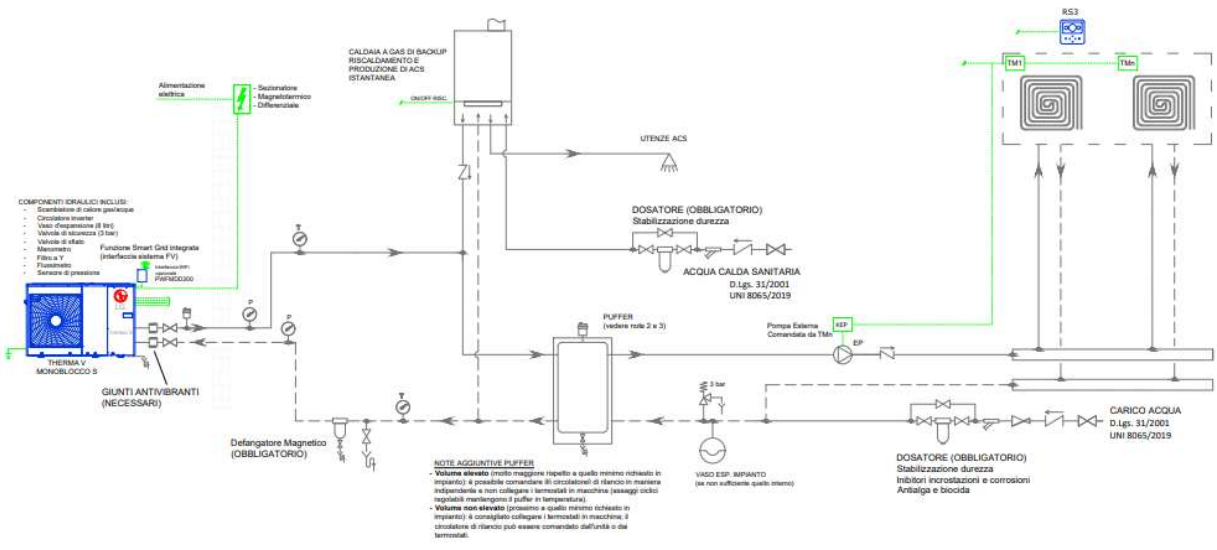 RS3
TM1
TMn
CALDAIA A GAS DI BACKUP
RISCALDAMENTO E
PRODUZIONE DI ACS
ISTANTANEA
ON/OFF RISC.
Alimentazione
elettrica
- Sezionatore
- Magnetotermico
- Differenziale
UTENZE ACS
DOSATORE (OBBLIGATORIO)
Stabilizzazione durezza
ACQUA CALDA SANITARIA
D.Lgs. 31/2001
UNI 8065/2019
COMPONENTI IDRAULICI INCLUSI:
- Scambiatore di calore gas/acqua
- Circolatore inverter
- Vaso d'espansione (8 litri)
- Valvola di sicurezza (3 bar)
- Valvola di sfiato
- Manometro
- Filtro a Y
- Flussimetro
- Sensore di pressione
Funzione Smart Grid integrata
(interfaccia sistema FV)
Interfaccia WiFi
opzionale
PWFMDD200
T
P
P
LG
THERMA V
THERMA V
MONOBLOCCO S
GIUNTI ANTIVIBRANTI
(NECESSARI)
PUFFER
(vedere note 2 e 3)
Pompa Esterna
Comandata da TMn
KEP
EP
T
Defangatore Magnetico
(OBBLIGATORIO)
3 bar
VASO ESP. IMPIANTO
(se non sufficiente quello interno)
CARICO ACQUA
D.Lgs. 31/2001
UNI 8065/2019
DOSATORE (OBBLIGATORIO)
Stabilizzazione durezza
Inibitori incrostazioni e corrosioni
Antialga e biocida
NOTE AGGIUNTIVE PUFFER
- Volume elevato (molto maggiore rispetto a quello minimo richiesto in
impianto): è possibile comandare i/il circolatore/i di rilancio in maniera
indipendente e non collegare i termostati in macchina (assaggi ciclici
regolabili mantengono il puffer in temperatura).
- Volume non elevato (prossimo a quello minimo richiesto in
impianto): è consigliato collegare i termostati in macchina; il
circolatore di rilancio può essere comandato dall'unità o dai
termostati.